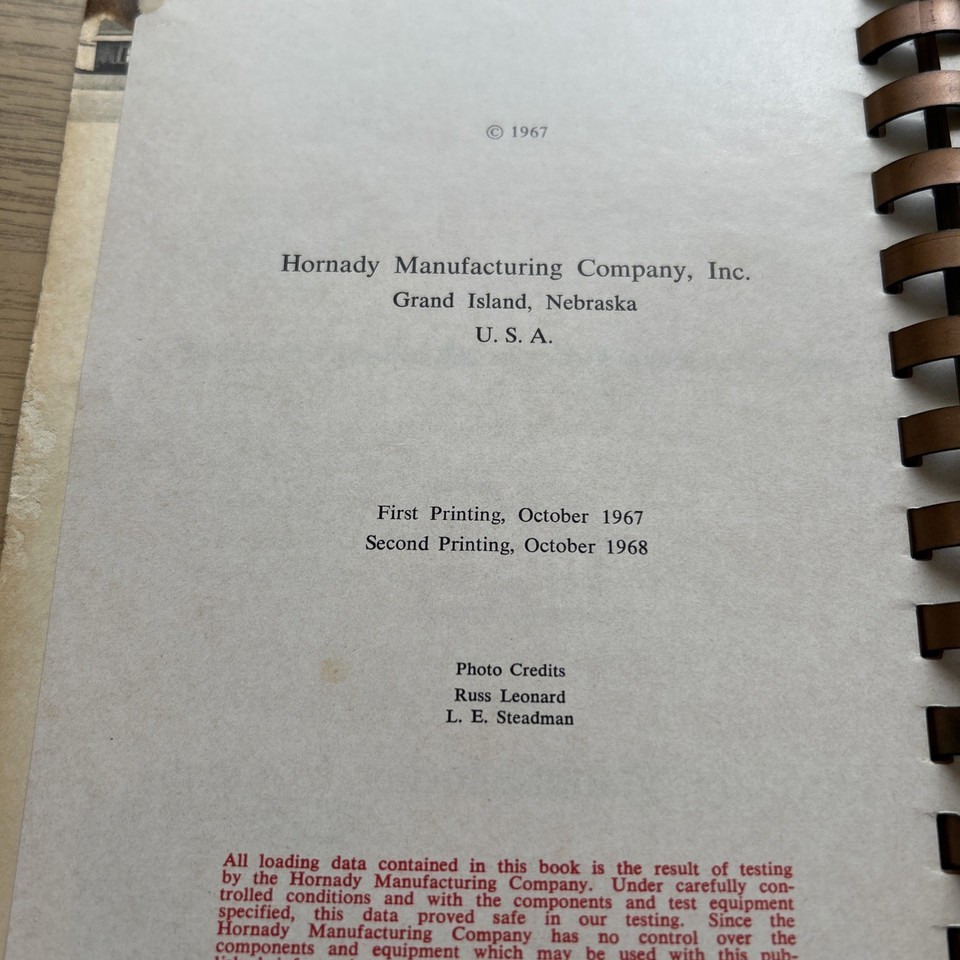 © 1967
Hornady Manufacturing Company, Inc.
Grand Island, Nebraska
U. S. A.
First Printing, October 1967
Second Printing, October 1968
Photo Credits
Russ Leonard
L. E. Steadman
All loading data contained in this book is the result of testing
by the Hornady Manufacturing Company. Under carefully con-
trolled conditions and with the components and test equipment
specified, this data proved safe in our testing. Since the
Hornady Manufacturing Company has no control over the
components and equipment which may be used with this pub-